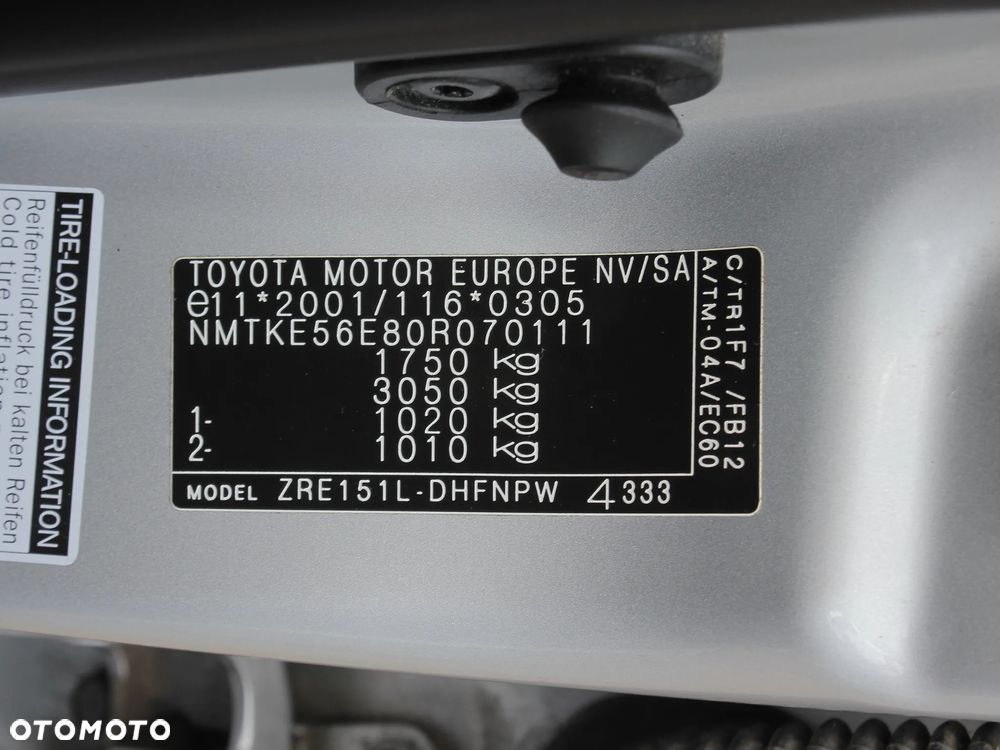 TIRE-LOADING INFORMATION
Reifenfülldruck bei kalten Reifen
Cold tire inflation
TOYOTA MOTOR EUROPE NV/SA
e11*2001/116*0305
NMTKE56E80R070111
1750 kg
3050 kg
1- 1020 kg
2- 1010 kg
C/TR1F7 /FB12
A/TM-04A/EC60
MODEL ZRE151L-DHFNPW 4333
OTOMOTO